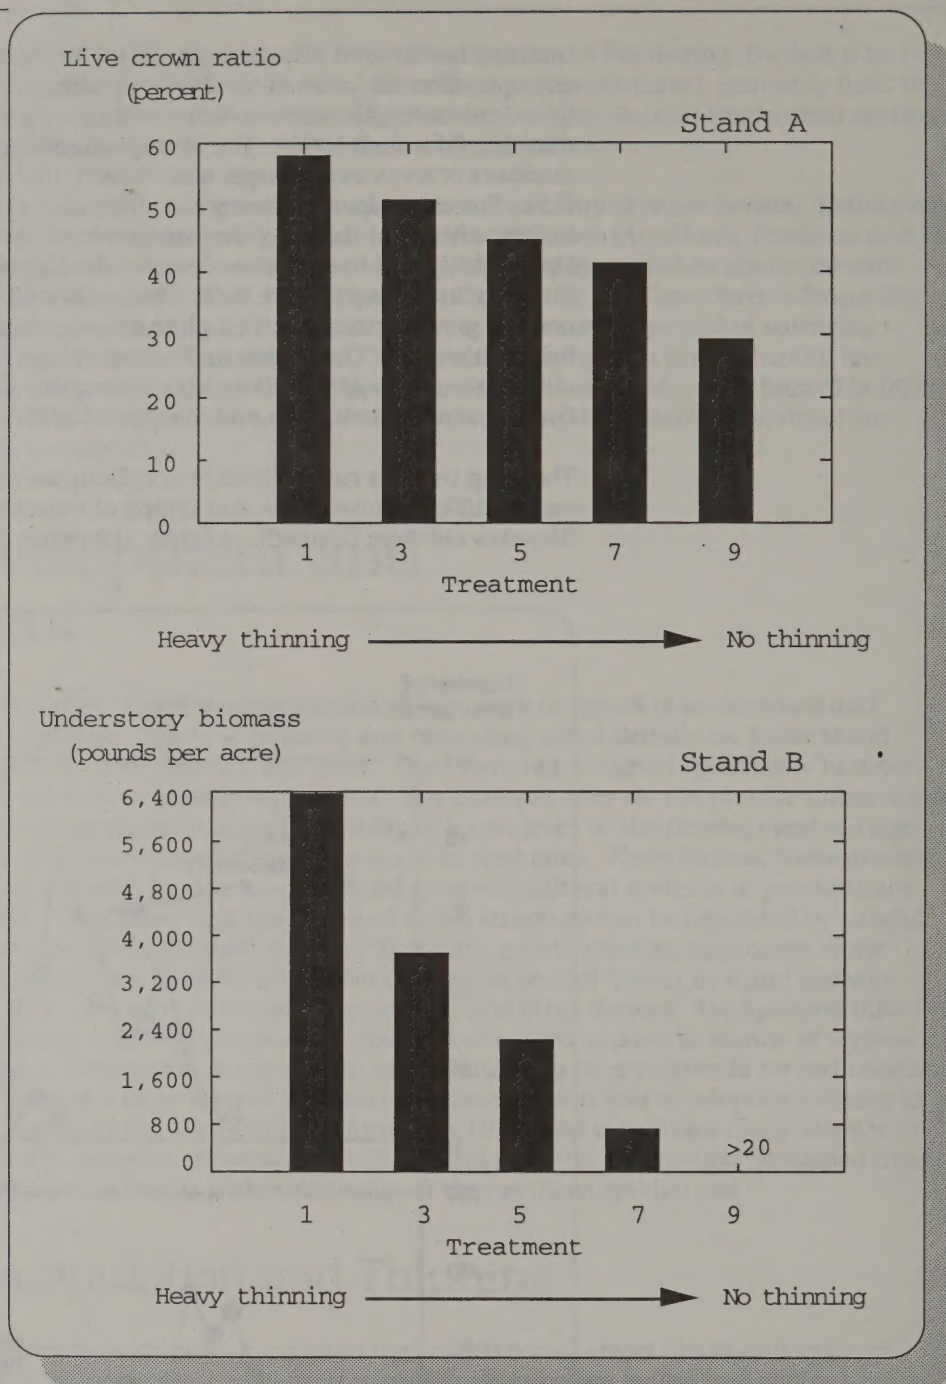 Live crown ratio
(percent)
Stand A
60
50
40
30
20
10
0
1 3 5 7 9
Treatment
Heavy thinning No thinning
Understory biomass
(pounds per acre)
Stand B
6,400
5,600
4,800
4,000
3,200
2,400
1,600
800
0
>20
1 3 5 7 9
Treatment
Heavy thinning No thinning